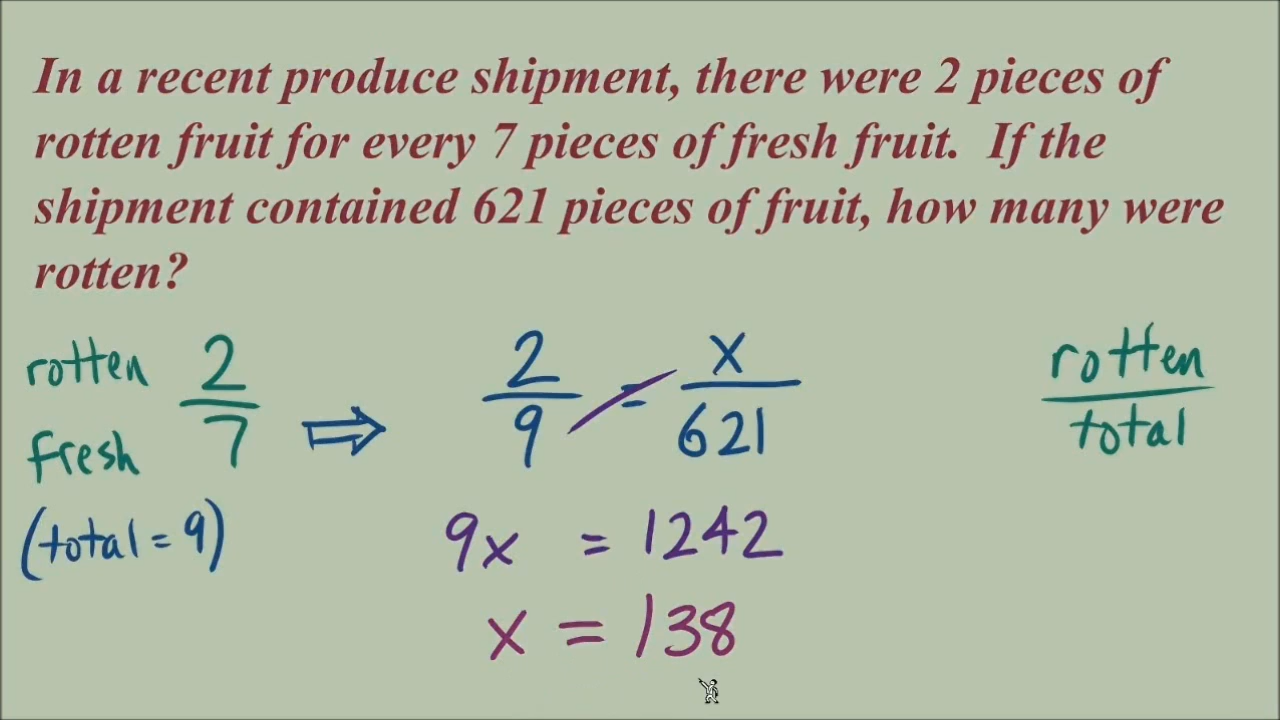 In a recent produce shipment, there were 2 pieces of
rotten fruit for every 7 pieces of fresh fruit.  If the
shipment contained 621 pieces of fruit, how many were
rotten?
rotten 2
fresh 7
(total = 9)
⇒
2/9 = x/621
9x = 1242
x = 138
rotten
total